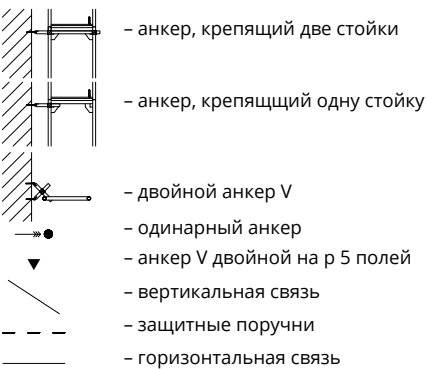 – анкер, крепящий две стойки
– анкер, крепящщий одну стойку
– двойной анкер V
– одинарный анкер
– анкер V двойной на р 5 полей
– вертикальная связь
– защитные поручни
– горизонтальная связь